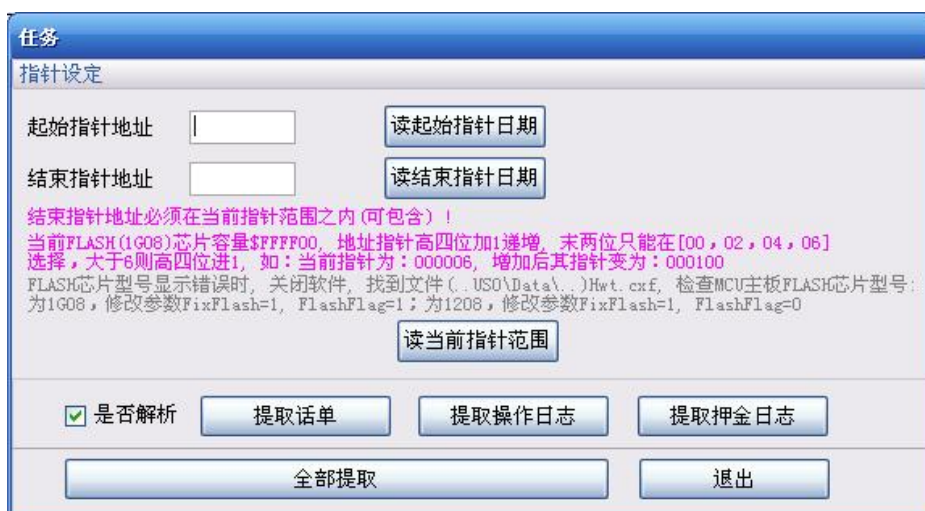 任务
指针设定
起始指针地址 读起始指针日期
结束指针地址 读结束指针日期
结束指针地址必须在当前指针范围之内(可包含)!
当前FLASH(1G08)芯片容量$FFFF00, 地址指针高四位加1递增, 末两位只能在[00,02,04,06]
选择,大于6则高四位进1, 如:当前指针为:000006, 增加后其指针变为:000100
FLASH芯片型号显示错误时, 关闭软件, 找到文件(..USO\Data\..)Hwt.cxf, 检查MCU主板FLASH芯片型号:
为1G08,修改参数FixFlash=1, FlashFlag=1;为1208,修改参数FixFlash=1, FlashFlag=0
读当前指针范围
是否解析 提取话单 提取操作日志 提取押金日志
全部提取 退出